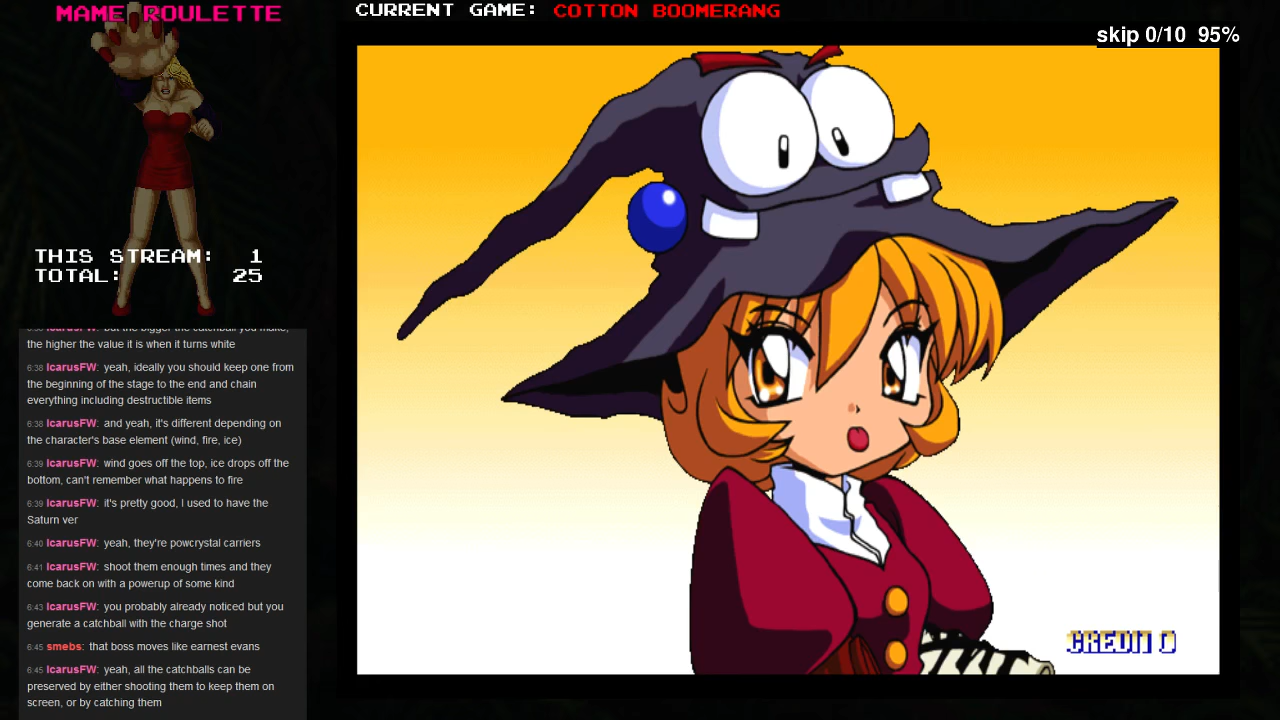 MAME ROULETTE
CURRENT GAME: COTTON BOOMERANG
skip 0/10 95%
THIS STREAM: 1
TOTAL: 25
IcarusFW: but the bigger the catchball you make,
the higher the value it is when it turns white
6:38 IcarusFW: yeah, ideally you should keep one from
the beginning of the stage to the end and chain
everything including destructible items
6:38 IcarusFW: and yeah, it's different depending on
the character's base element (wind, fire, ice)
6:39 IcarusFW: wind goes off the top, ice drops off the
bottom, can't remember what happens to fire
6:39 IcarusFW: it's pretty good, I used to have the
Saturn ver
6:40 IcarusFW: yeah, they're powcrystal carriers
6:41 IcarusFW: shoot them enough times and they
come back on with a powerup of some kind
6:43 IcarusFW: you probably already noticed but you
generate a catchball with the charge shot
6:45 smebs: that boss moves like earnest evans
6:45 IcarusFW: yeah, all the catchballs can be
preserved by either shooting them to keep them on
screen, or by catching them
CREDIT 0